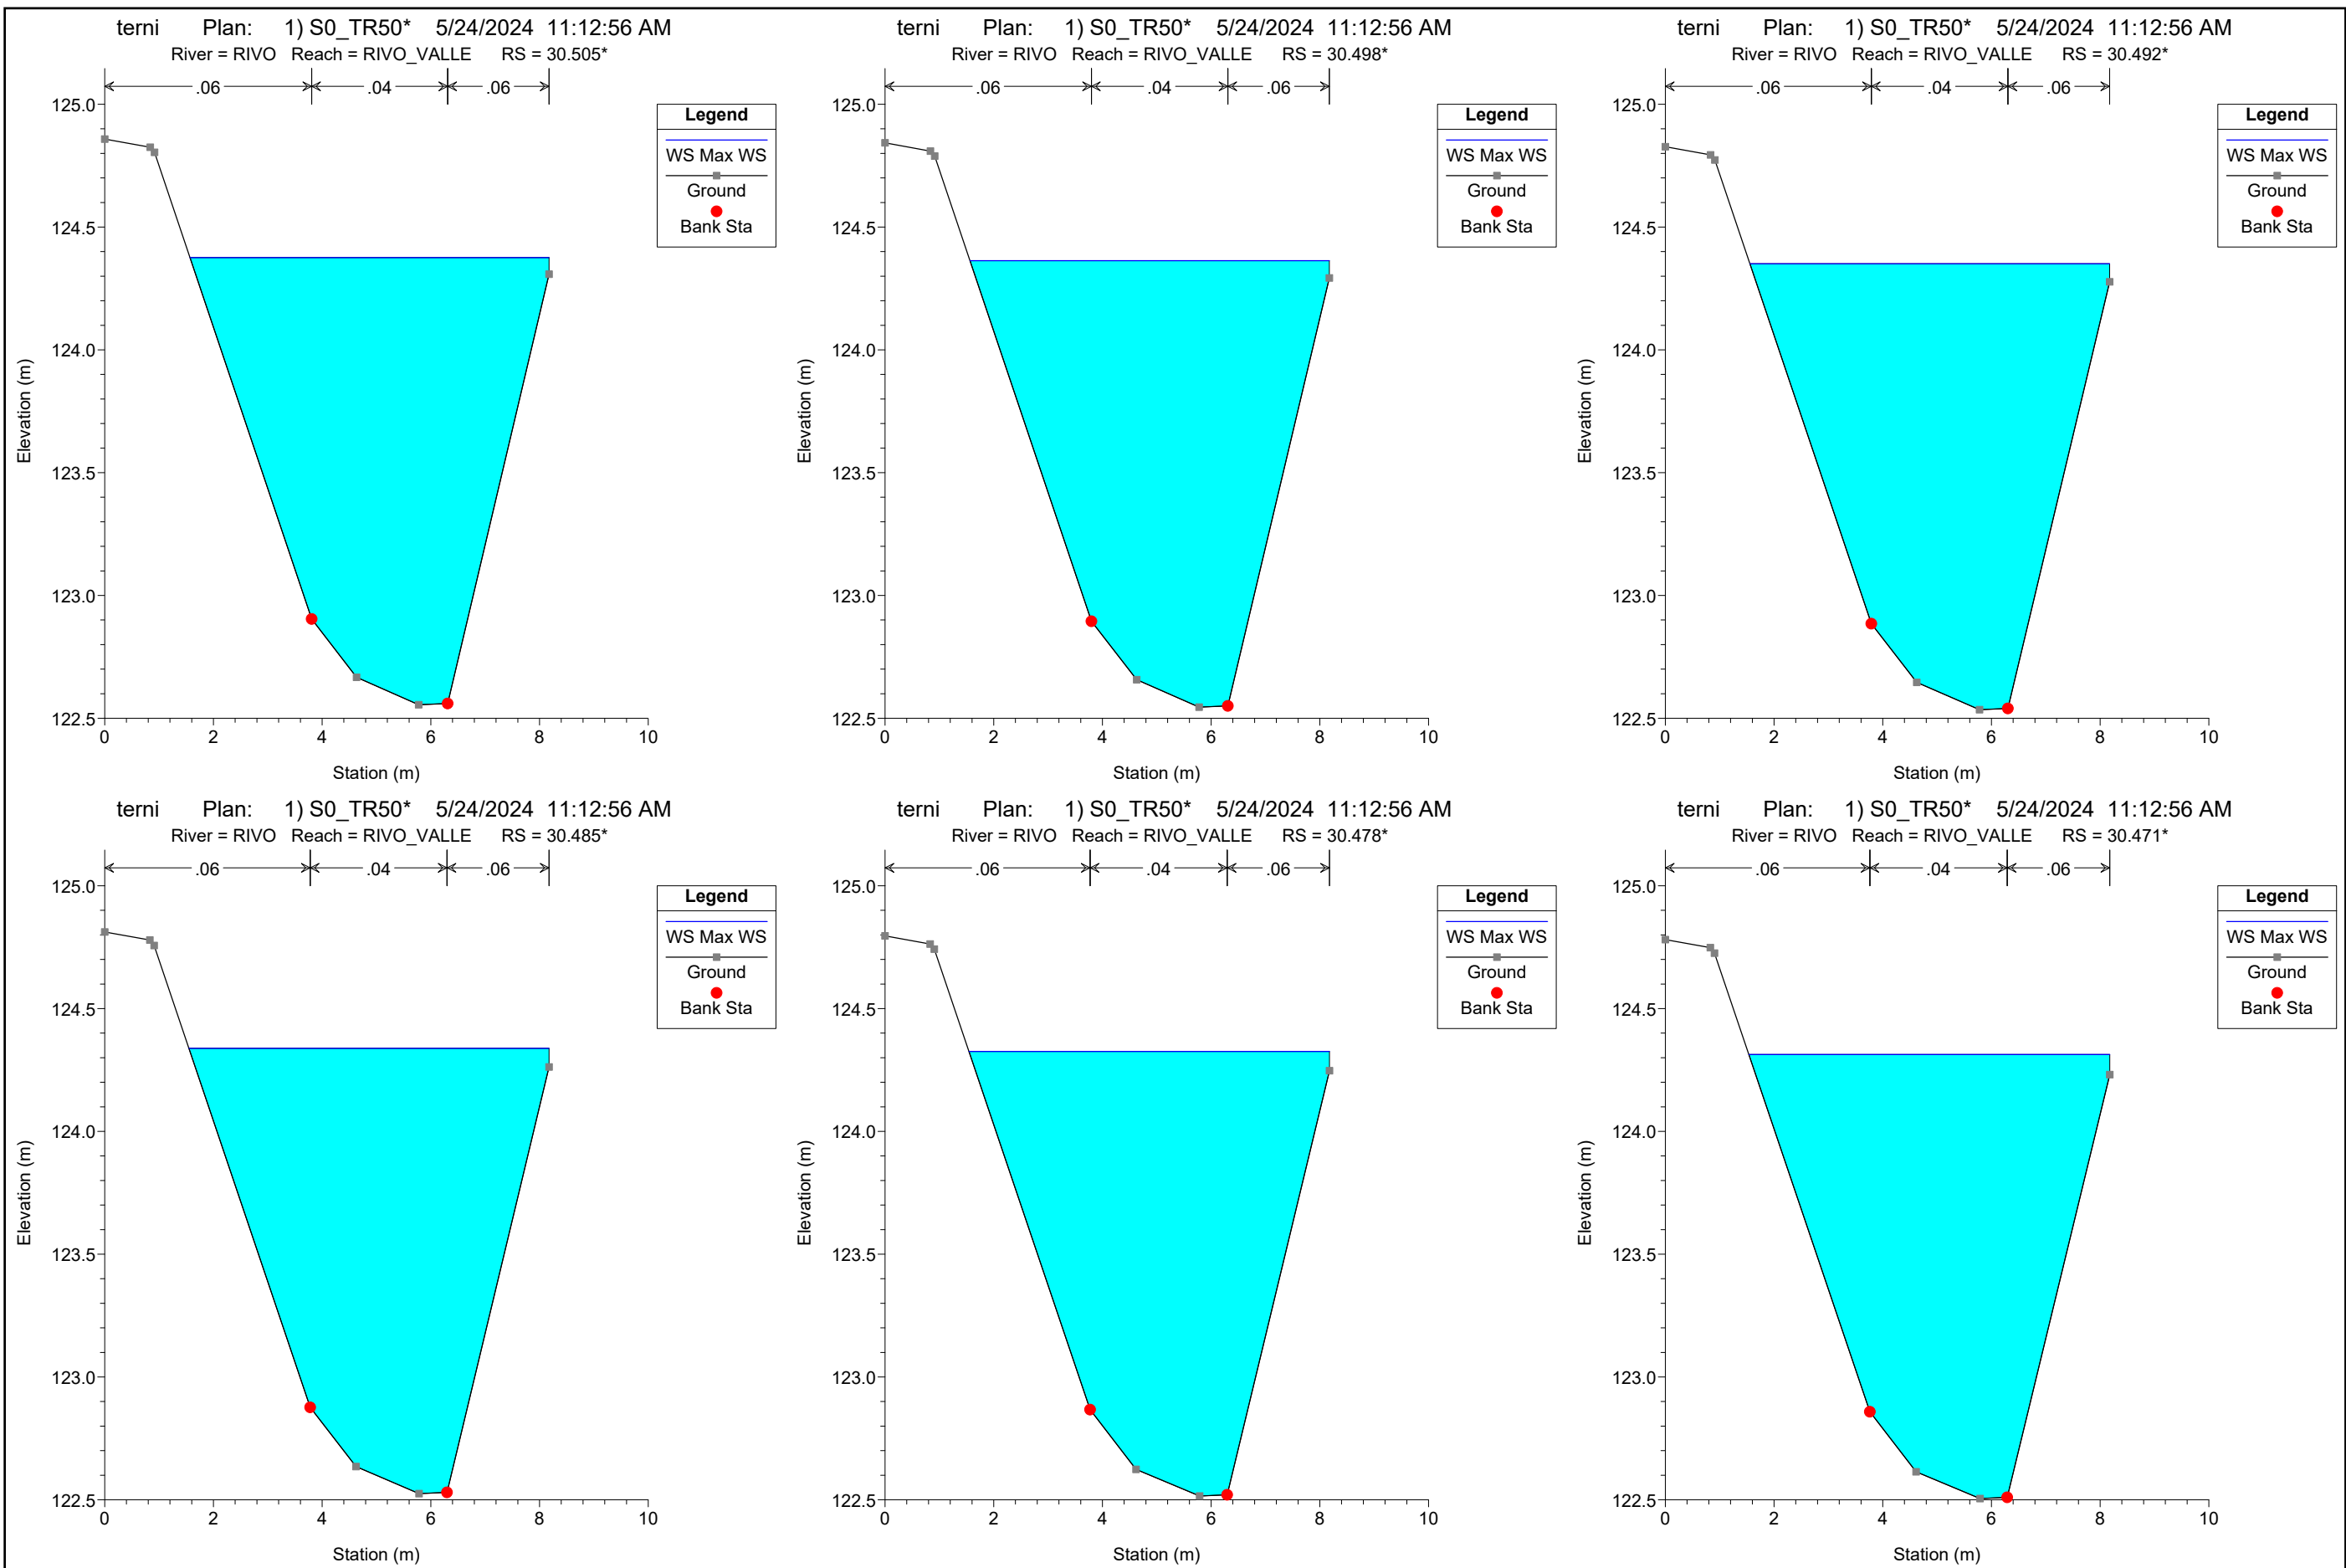 terni Plan: 1) S0_TR50* 5/24/2024 11:12:56 AM
River = RIVO Reach = RIVO_VALLE RS = 30.505*
.06 .04 .06
125.0
124.5
124.0
123.5
123.0
122.5
0 2 4 6 8 10
Elevation (m)
Station (m)
Legend
WS Max WS
Ground
Bank Sta
terni Plan: 1) S0_TR50* 5/24/2024 11:12:56 AM
River = RIVO Reach = RIVO_VALLE RS = 30.498*
.06 .04 .06
125.0
124.5
124.0
123.5
123.0
122.5
0 2 4 6 8 10
Elevation (m)
Station (m)
Legend
WS Max WS
Ground
Bank Sta
terni Plan: 1) S0_TR50* 5/24/2024 11:12:56 AM
River = RIVO Reach = RIVO_VALLE RS = 30.492*
.06 .04 .06
125.0
124.5
124.0
123.5
123.0
122.5
0 2 4 6 8 10
Elevation (m)
Station (m)
Legend
WS Max WS
Ground
Bank Sta
terni Plan: 1) S0_TR50* 5/24/2024 11:12:56 AM
River = RIVO Reach = RIVO_VALLE RS = 30.485*
.06 .04 .06
125.0
124.5
124.0
123.5
123.0
122.5
0 2 4 6 8 10
Elevation (m)
Station (m)
Legend
WS Max WS
Ground
Bank Sta
terni Plan: 1) S0_TR50* 5/24/2024 11:12:56 AM
River = RIVO Reach = RIVO_VALLE RS = 30.478*
.06 .04 .06
125.0
124.5
124.0
123.5
123.0
122.5
0 2 4 6 8 10
Elevation (m)
Station (m)
Legend
WS Max WS
Ground
Bank Sta
terni Plan: 1) S0_TR50* 5/24/2024 11:12:56 AM
River = RIVO Reach = RIVO_VALLE RS = 30.471*
.06 .04 .06
125.0
124.5
124.0
123.5
123.0
122.5
0 2 4 6 8 10
Elevation (m)
Station (m)
Legend
WS Max WS
Ground
Bank Sta